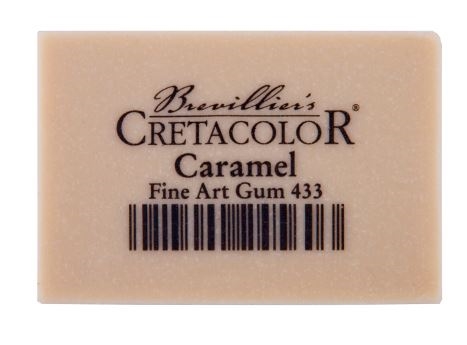 Brevillier's
CRETACOLOR®
Caramel
Fine Art Gum 433